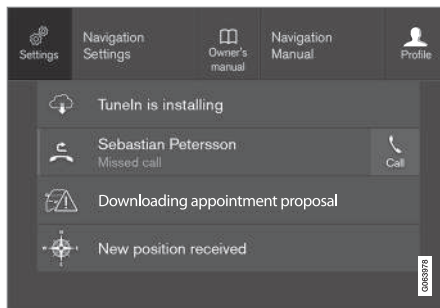 Settings
Navigation
Settings
Owner's
manual
Navigation
Manual
Profile
TuneIn is installing
Sebastian Petersson
Missed call
Call
Downloading appointment proposal
New position received
G063978